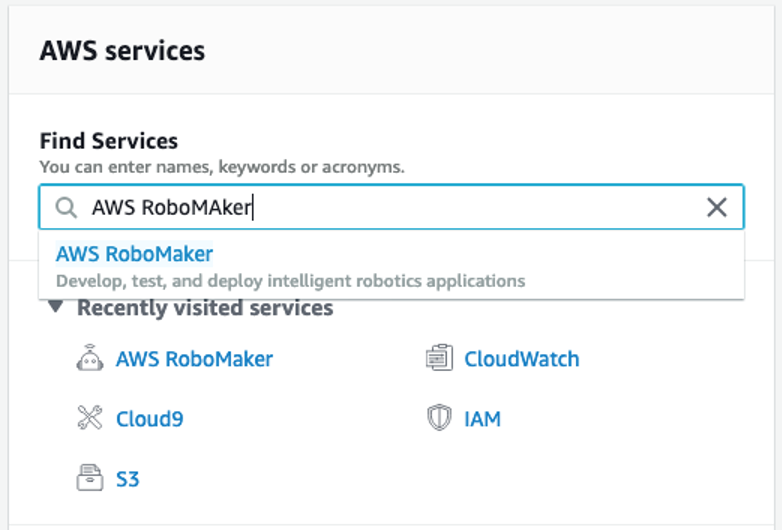 AWS services
Find Services
You can enter names, keywords or acronyms.
AWS RoboMAker
AWS RoboMaker
Develop, test, and deploy intelligent robotics applications
Recently visited services
AWS RoboMaker
CloudWatch
Cloud9
IAM
S3